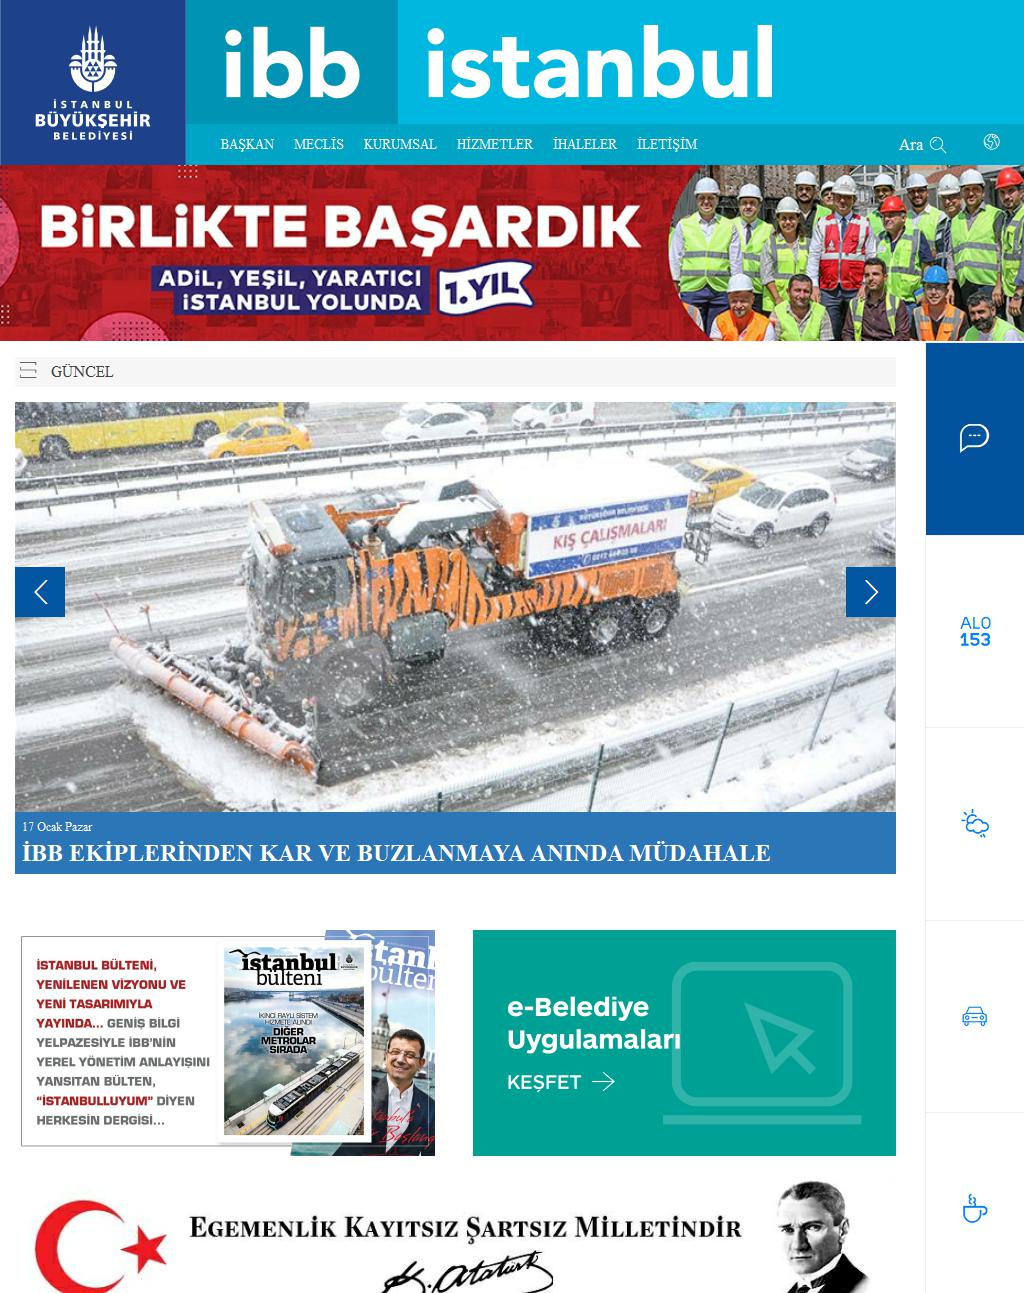 İSTANBUL
BÜYÜKŞEHİR
BELEDİYESİ
ibb
istanbul
BAŞKAN MECLİS KURUMSAL HİZMETLER İHALELER İLETİŞİM
Ara
BİRLİKTE BAŞARDIK
ADİL, YEŞİL, YARATICI
İSTANBUL YOLUNDA
1.YIL
GÜNCEL
BÜYÜKŞEHİR BELEDİYESİ
KIŞ ÇALIŞMALARI
ALO
153
17 Ocak Pazar
İBB EKİPLERİNDEN KAR VE BUZLANMAYA ANINDA MÜDAHALE
İSTANBUL BÜLTENİ,
YENİLENEN VİZYONU VE
YENİ TASARIMIYLA
YAYINDA... GENİŞ BİLGİ
YELPAZESİYLE İBB'NİN
YEREL YÖNETİM ANLAYIŞINI
YANSITAN BÜLTEN,
“İSTANBULLUYUM” DİYEN
HERKESİN DERGİSİ...
istanbul
bülteni
İKİNCİ RAYLI SİSTEM
HİZMETE ALINDI
DİĞER
METROLAR
SIRADA
e-Belediye
Uygulamaları
KEŞFET
EGEMENLİK KAYITSIZ ŞARTSIZ MİLLETİNDİR
K. Atatürk